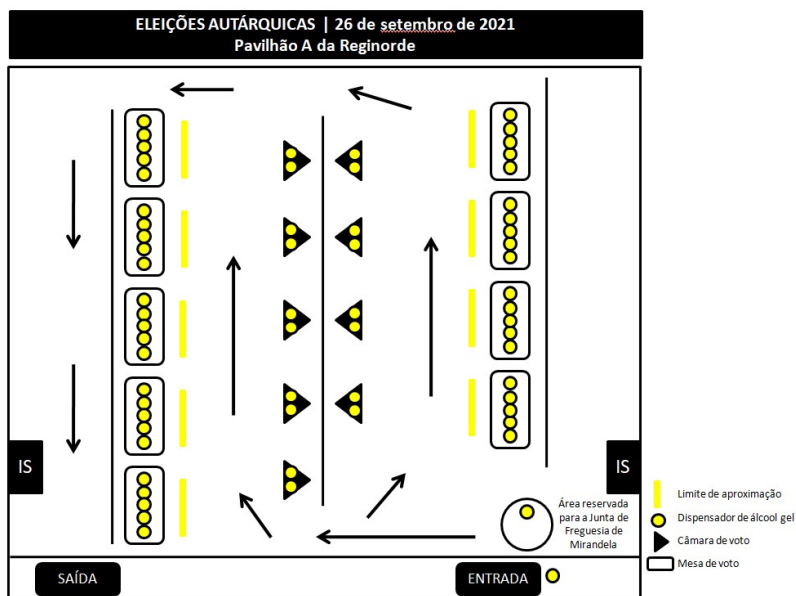 ELEIÇÕES AUTÁRQUICAS | 26 de setembro de 2021
Pavilhão A da Reginorde
IS
IS
Área reservada
para a Junta de
Freguesia de
Mirandela
SAÍDA
ENTRADA
Limite de aproximação
Dispensador de álcool gel
Câmara de voto
Mesa de voto